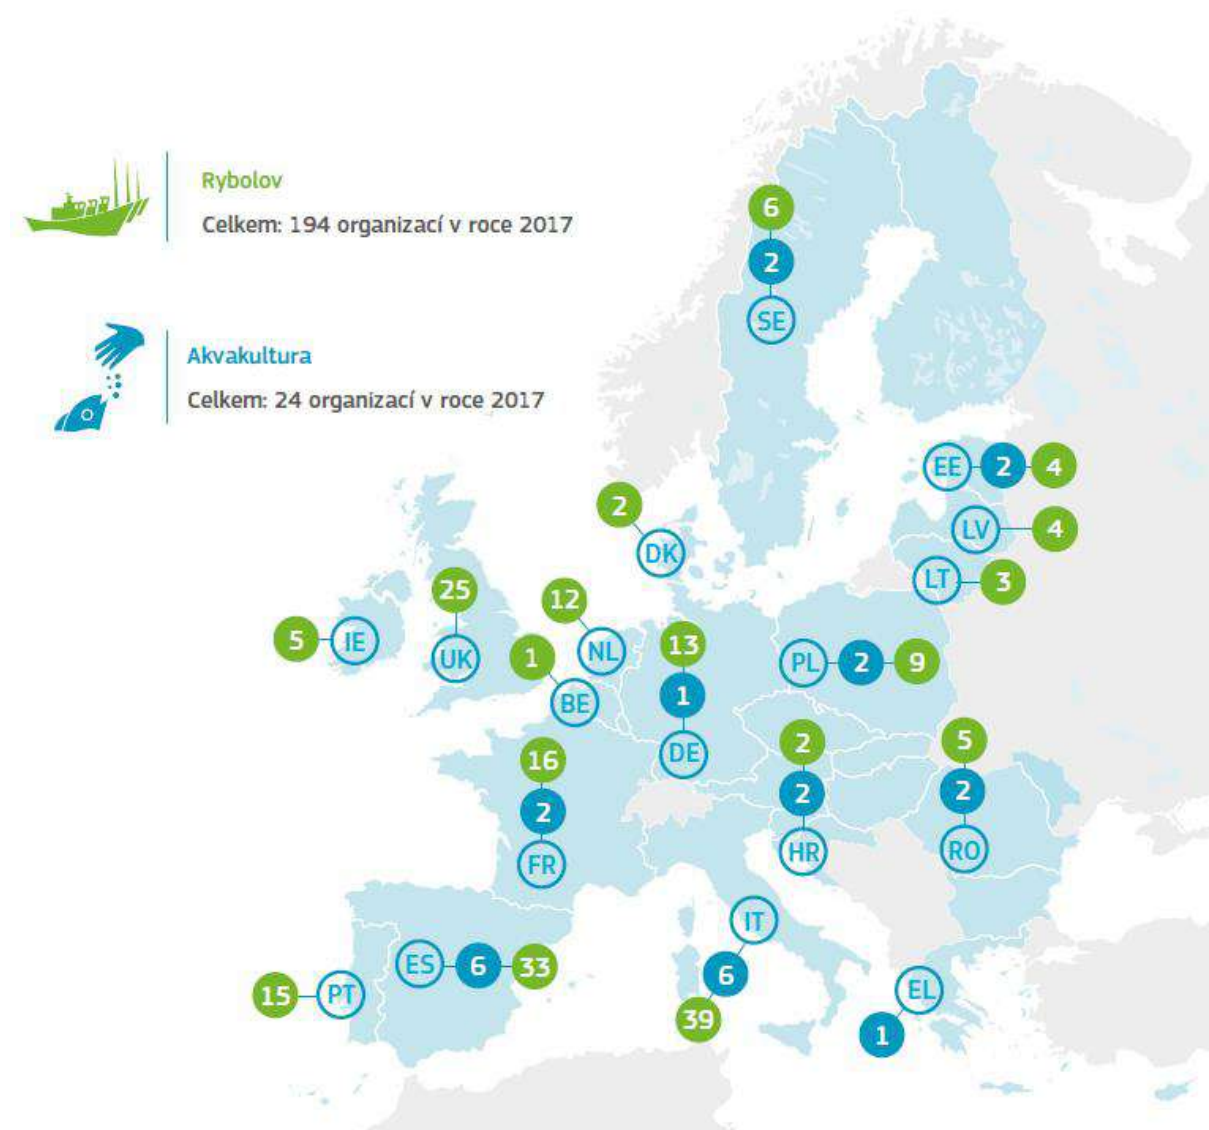 Rybolov
Celkem: 194 organizací v roce 2017
Akvakultura
Celkem: 24 organizací v roce 2017
6
2
SE
EE 2 4
2
DK
LV 4
LT 3
25
12
5 IE
UK
1
NL
13
PL 2 9
BE
1
DE
16
2
5
2
2
2
FR
HR
RO
IT
ES 6 33
6
15 PT
39
EL
1